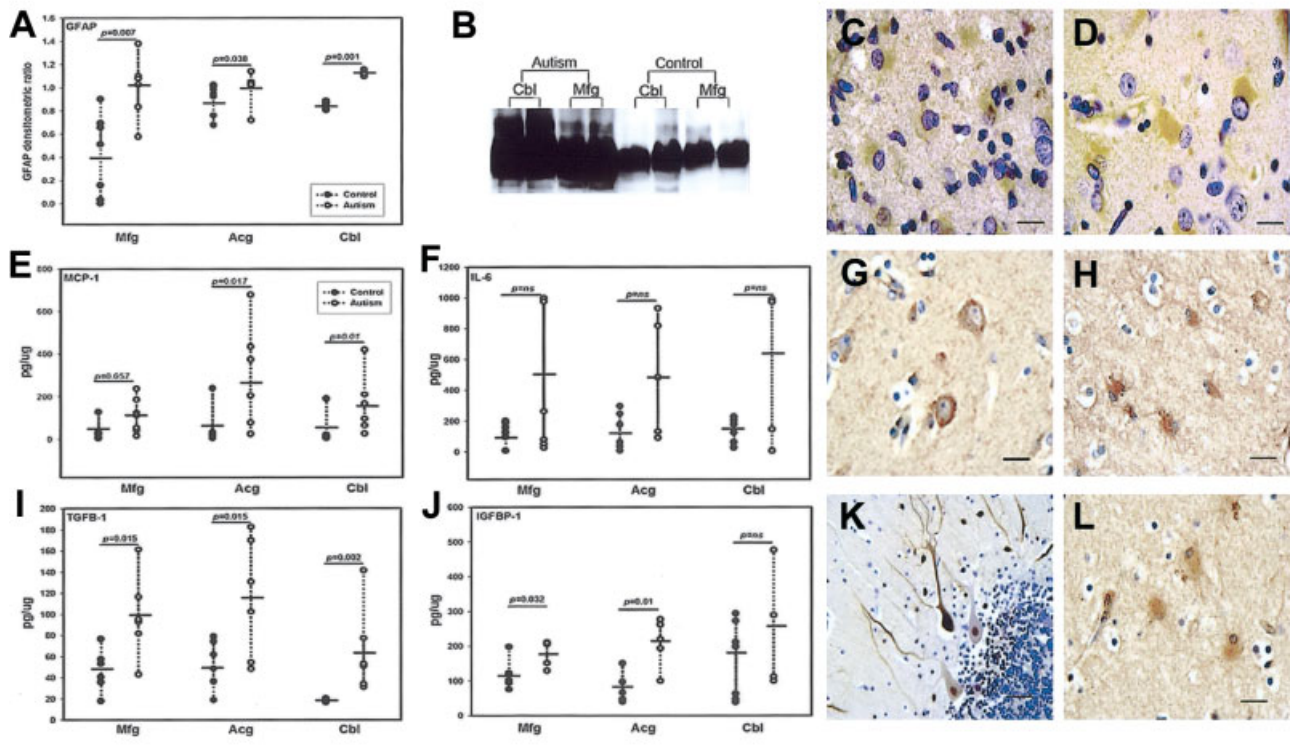 A
GFAP
GFAP densitometric ratio
1.6
1.4
1.2
1.0
0.8
0.6
0.4
0.2
0.0
p=0.007
p=0.038
p=0.001
Control
Autism
Mfg Acg Cbl
B
Autism Control
Cbl Mfg Cbl Mfg
C
D
E
MCP-1
pg/ug
800
600
400
200
0
p=0.057
p=0.017
p=0.01
Control
Autism
Mfg Acg Cbl
F
IL-6
pg/ug
1200
1000
800
600
400
200
0
p=ns
p=ns
p=ns
Mfg Acg Cbl
G
H
I
TGFB-1
pg/ug
200
180
160
140
120
100
80
60
40
20
0
p=0.015
p=0.015
p=0.002
Mfg Acg Cbl
J
IGFBP-1
pg/ug
600
500
400
300
200
100
0
p=0.032
p=0.01
p=ns
Mfg Acg Cbl
K
L